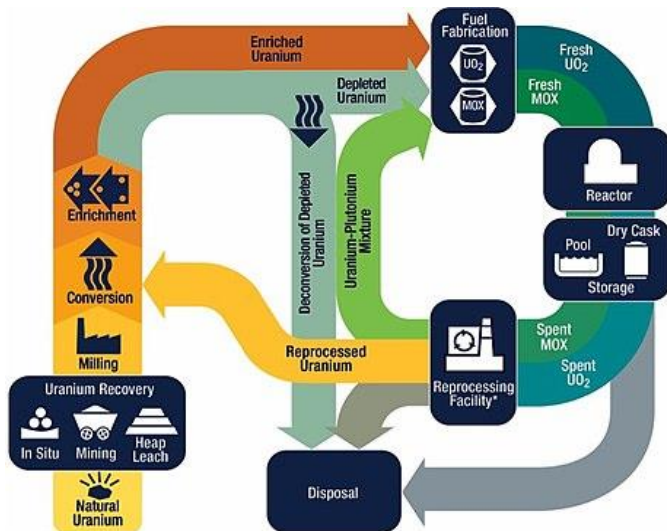 Enriched
Uranium
Depleted
Uranium
Fuel
Fabrication
UO₂
MOX
Fresh
UO₂
Fresh
MOX
Reactor
Dry Cask
Pool
Storage
Enrichment
Conversion
Milling
Deconversion of Depleted
Uranium
Uranium-Plutonium
Mixture
Reprocessed
Uranium
Reprocessing
Facility*
Spent
MOX
Spent
UO₂
Uranium Recovery
In Situ
Mining
Heap
Leach
Natural
Uranium
Disposal